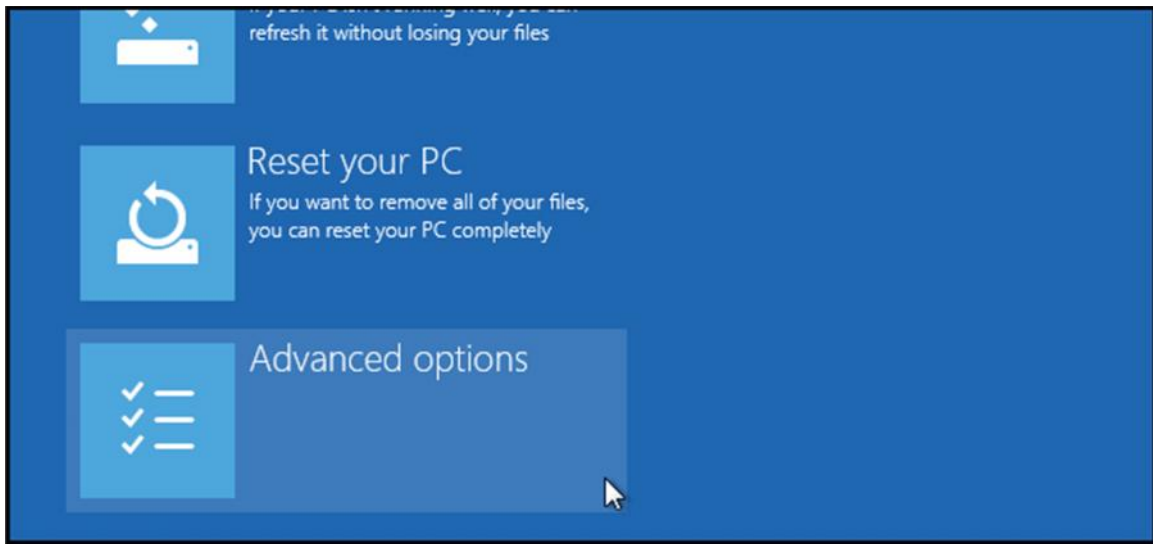 refresh it without losing your files
Reset your PC
If you want to remove all of your files,
you can reset your PC completely
Advanced options